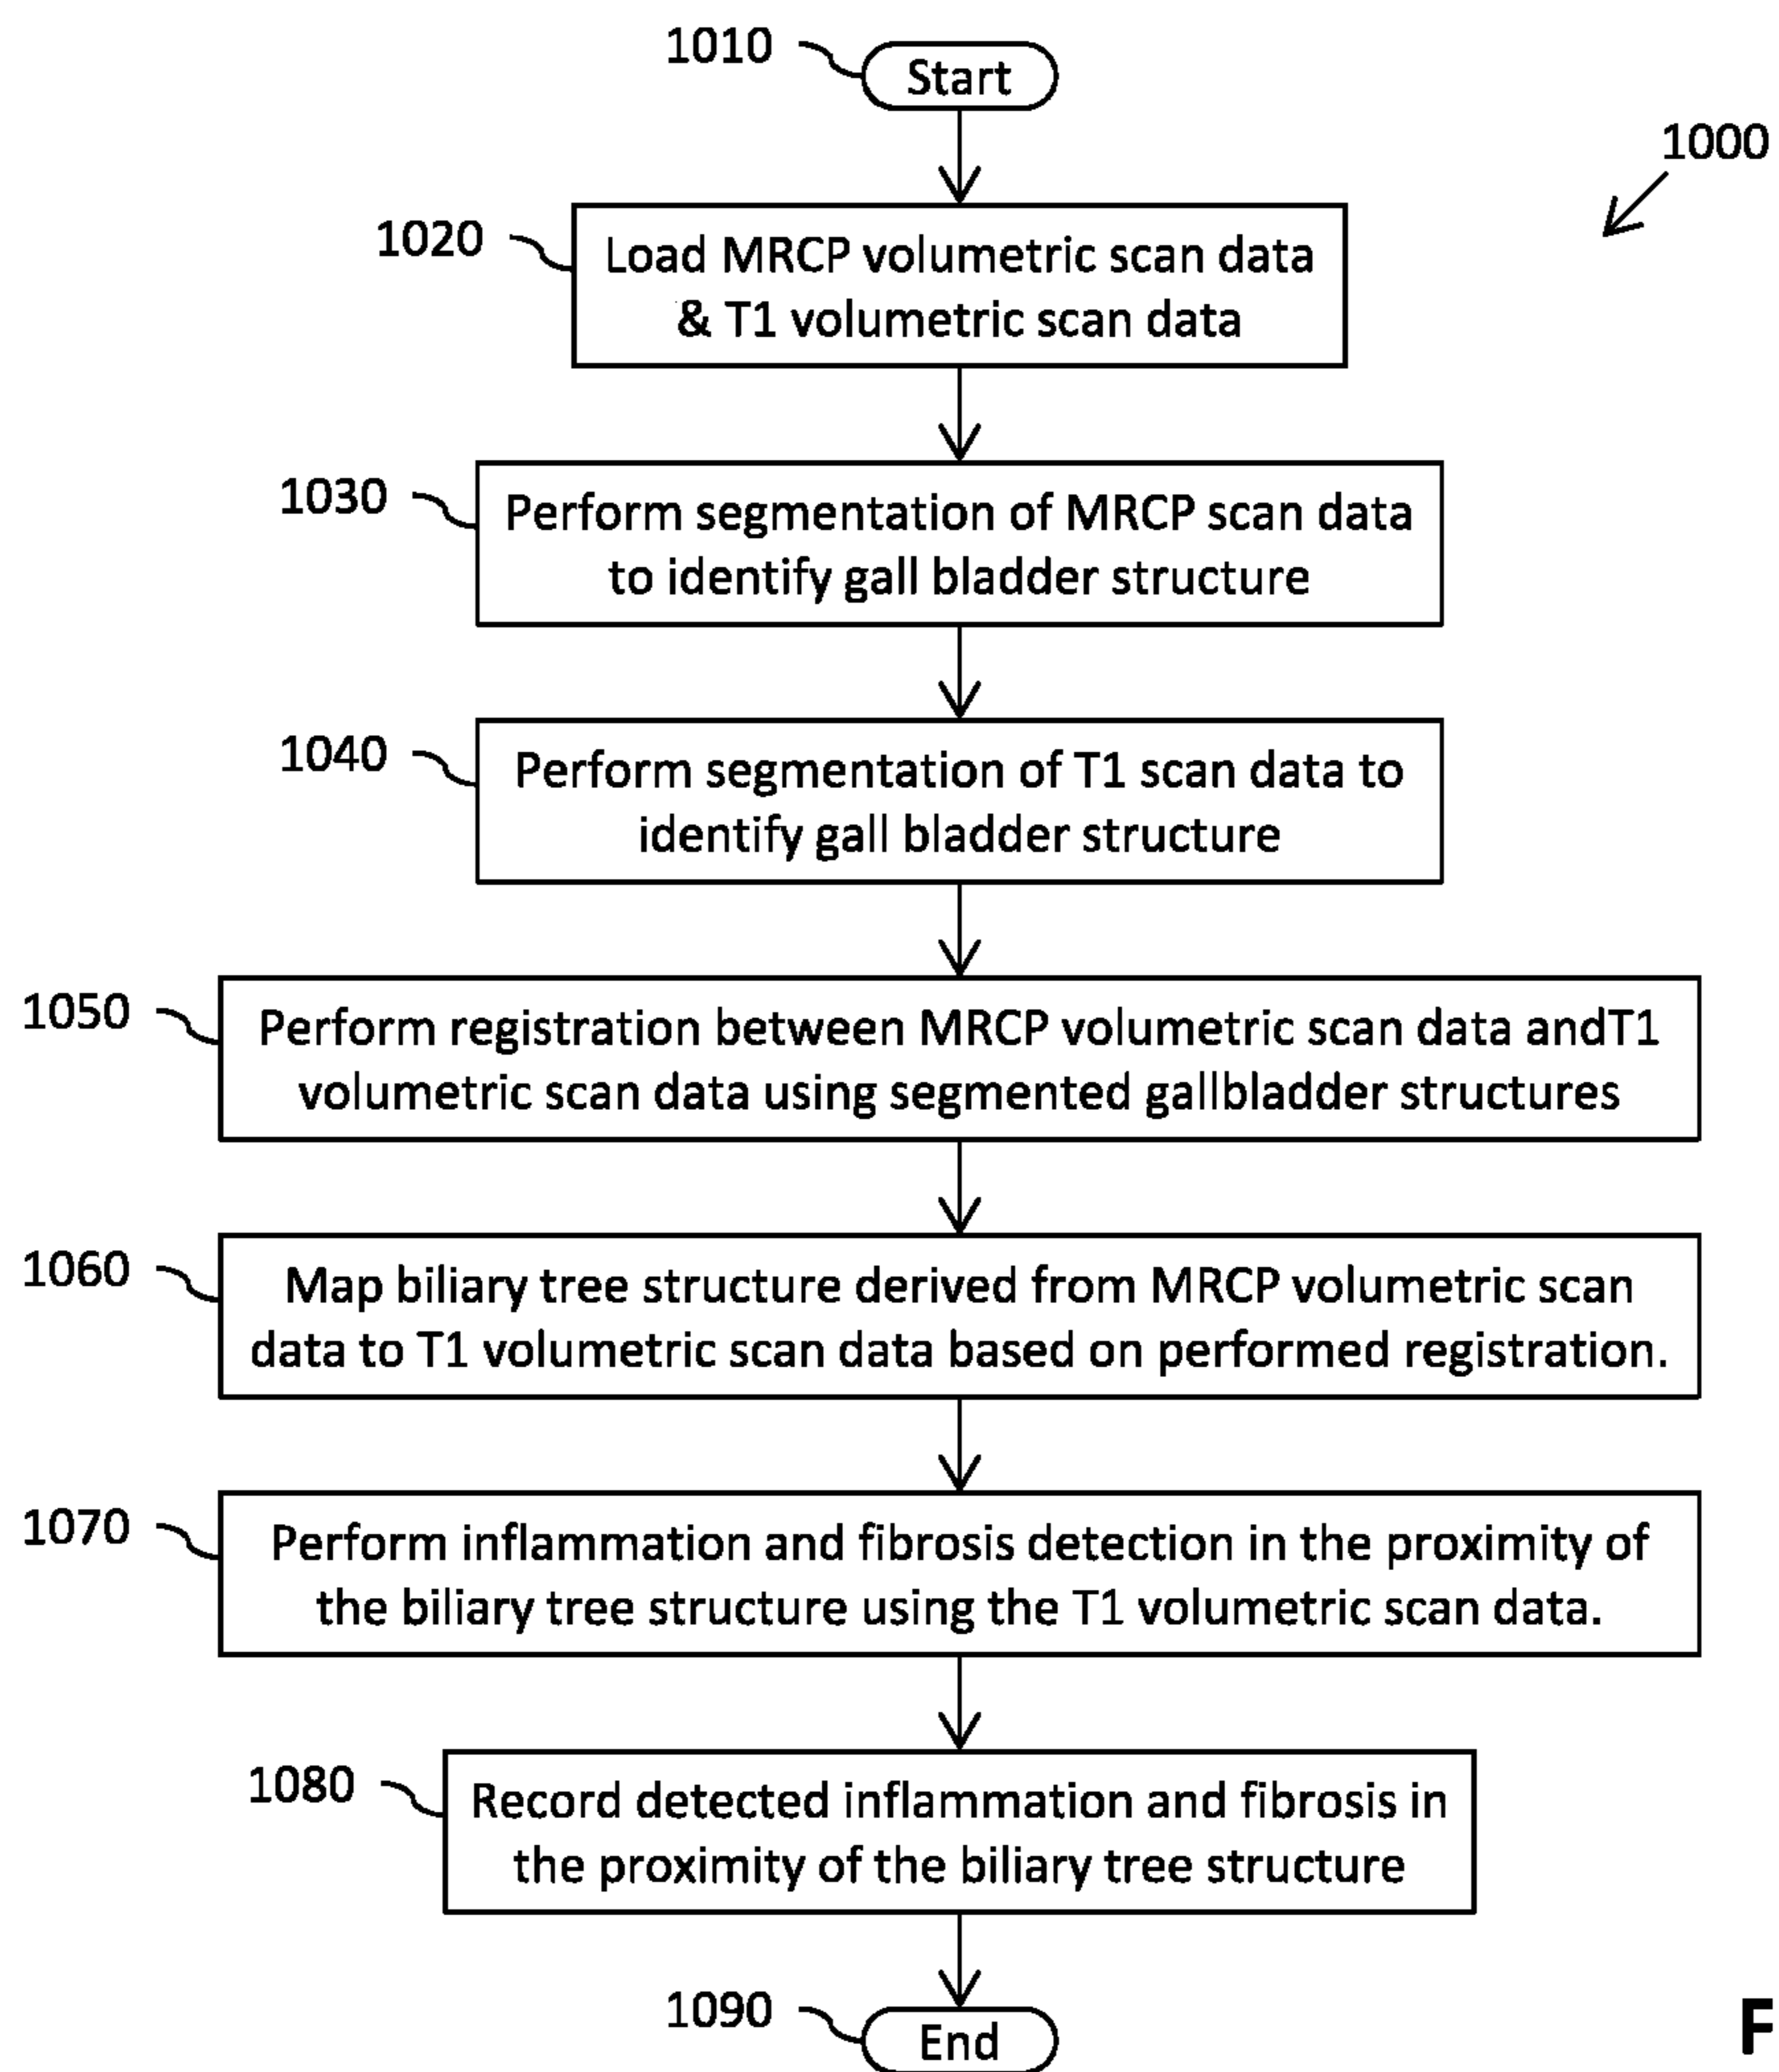 1010
Start
1000
1020
Load MRCP volumetric scan data
& T1 volumetric scan data
1030
Perform segmentation of MRCP scan data
to identify gall bladder structure
1040
Perform segmentation of T1 scan data to
identify gall bladder structure
1050
Perform registration between MRCP volumetric scan data andT1
volumetric scan data using segmented gallbladder structures
1060
Map biliary tree structure derived from MRCP volumetric scan
data to T1 volumetric scan data based on performed registration.
1070
Perform inflammation and fibrosis detection in the proximity of
the biliary tree structure using the T1 volumetric scan data.
1080
Record detected inflammation and fibrosis in
the proximity of the biliary tree structure
1090
End
F